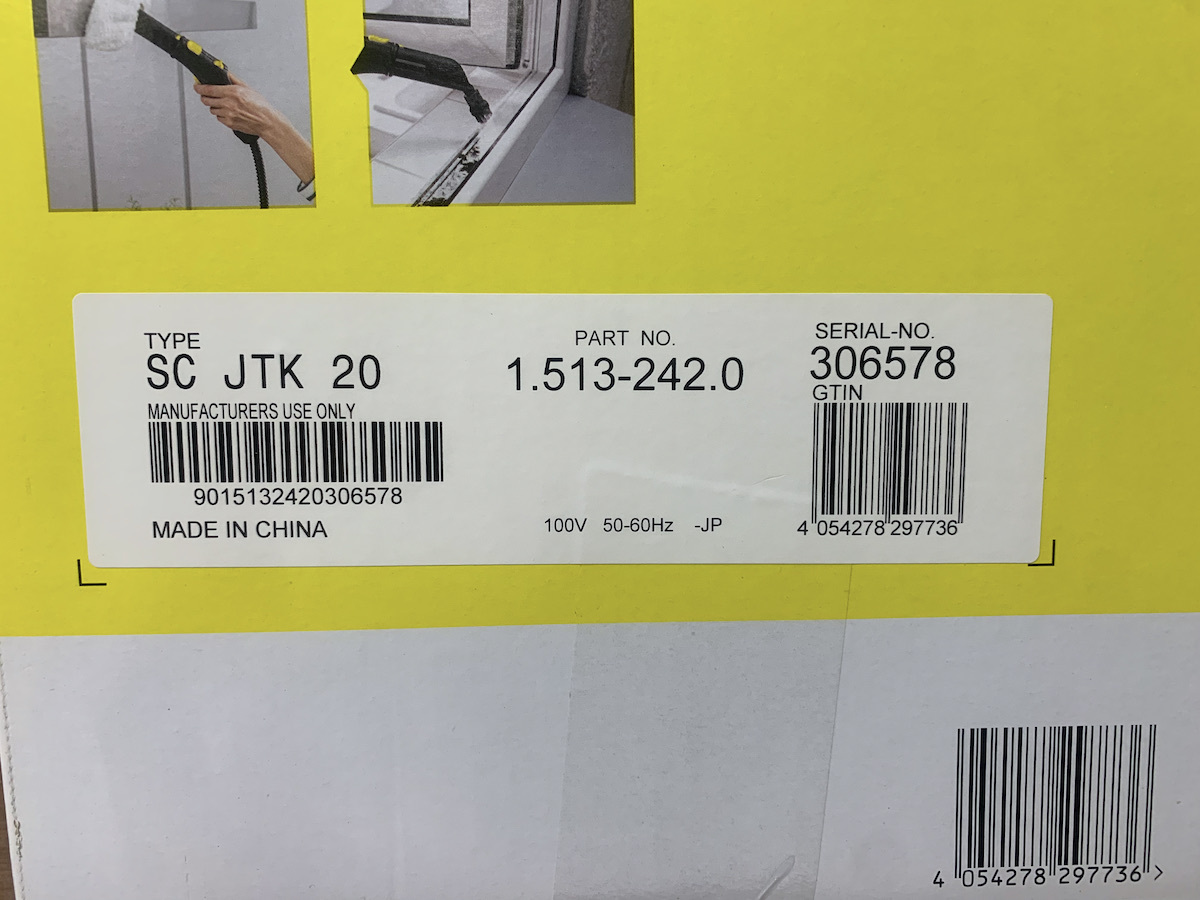 TYPE
SC JTK 20
MANUFACTURERS USE ONLY
9015132420306578
MADE IN CHINA
PART NO.
1.513-242.0
100V 50-60Hz -JP
SERIAL-NO.
306578
GTIN
4 054278 297736
4 054278 297736 >